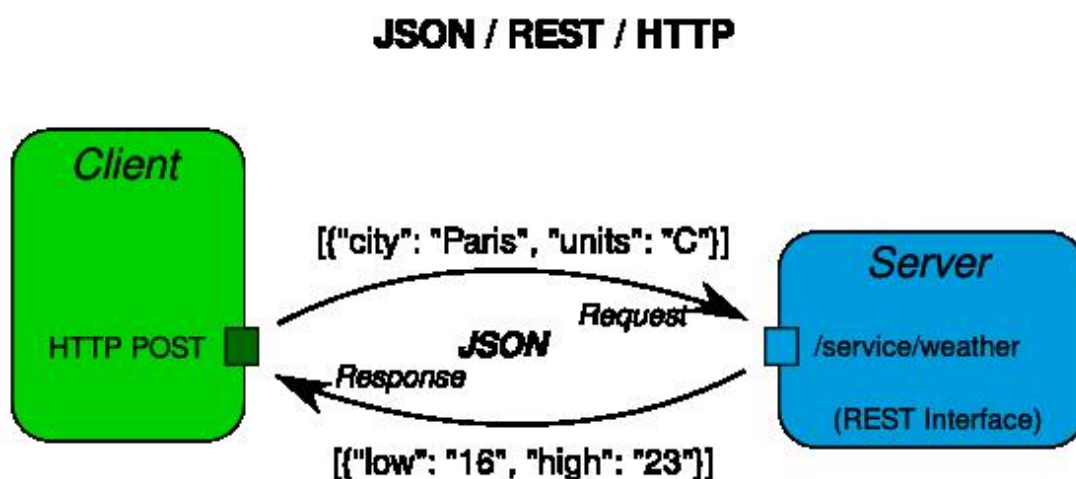 JSON / REST / HTTP
Client
[{"city": "Paris", "units": "C"}]
Server
Request
HTTP POST
JSON
/service/weather
Response
(REST Interface)
[{"low": "16", "high": "23"}]